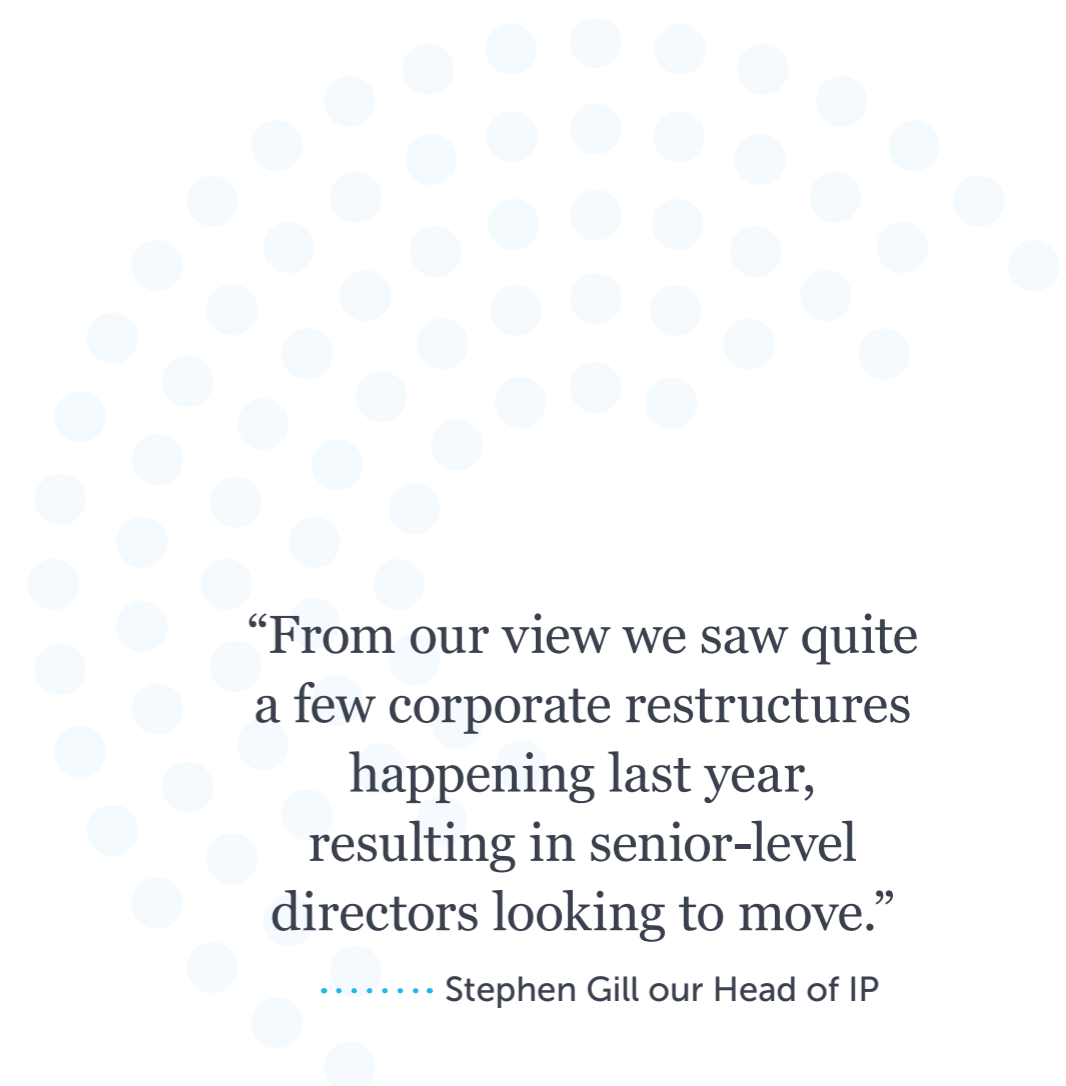 “From our view we saw quite
a few corporate restructures
happening last year,
resulting in senior-level
directors looking to move.”
Stephen Gill our Head of IP